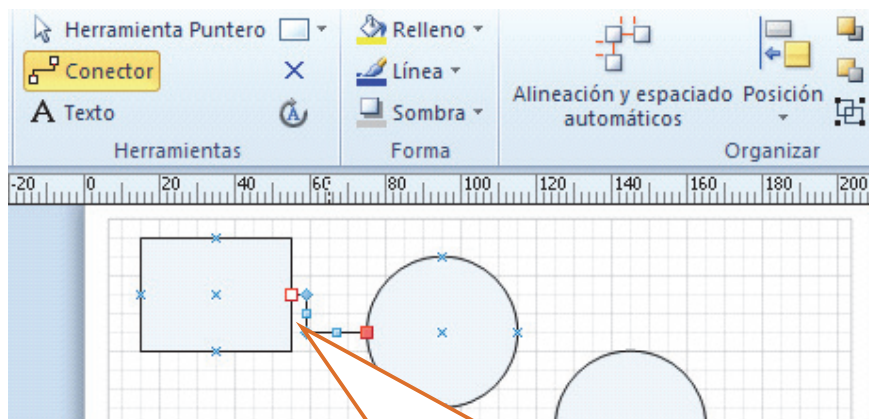 Herramienta Puntero
Conector
A Texto
Herramientas
Relleno
Línea
Sombra
Forma
Alineación y espaciado
automáticos
Posición
Organizar
-20 0 20 40 60 80 100 120 140 160 180 200